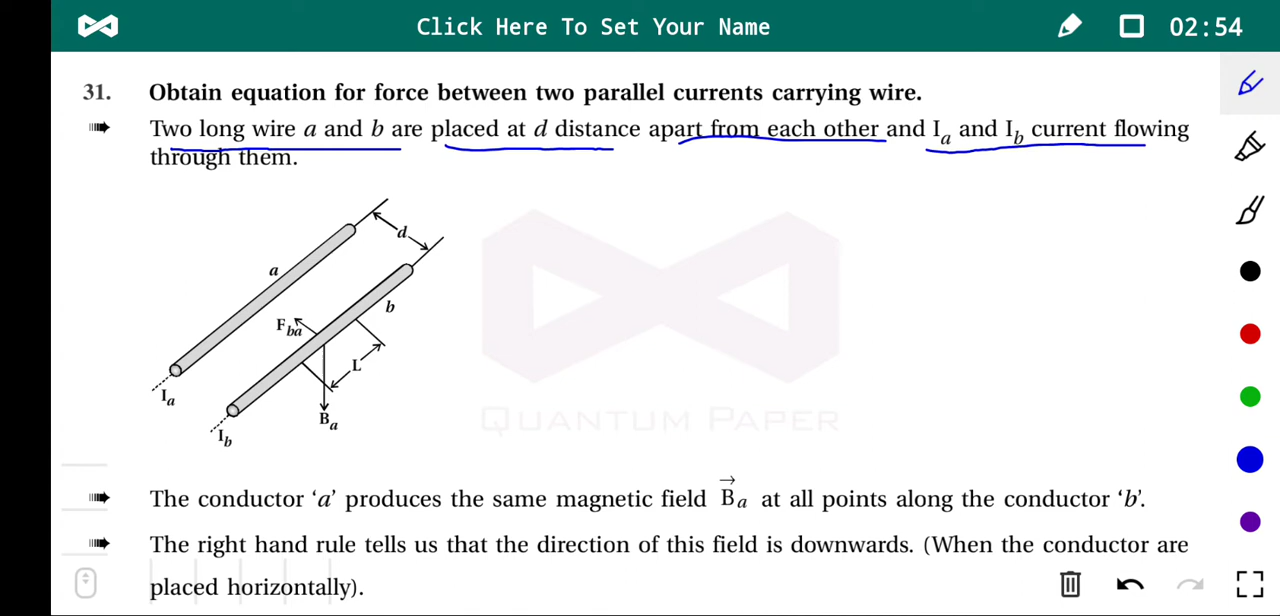 Click Here To Set Your Name
02:54
31. Obtain equation for force between two parallel currents carrying wire.
Two long wire a and b are placed at d distance apart from each other and Ia and Ib current flowing
through them.
d
a
b
Fba
L
Ia
Ba
Ib
QUANTUM PAPER
The conductor ‘a’ produces the same magnetic field B⃗a at all points along the conductor ‘b’.
The right hand rule tells us that the direction of this field is downwards. (When the conductor are
placed horizontally).